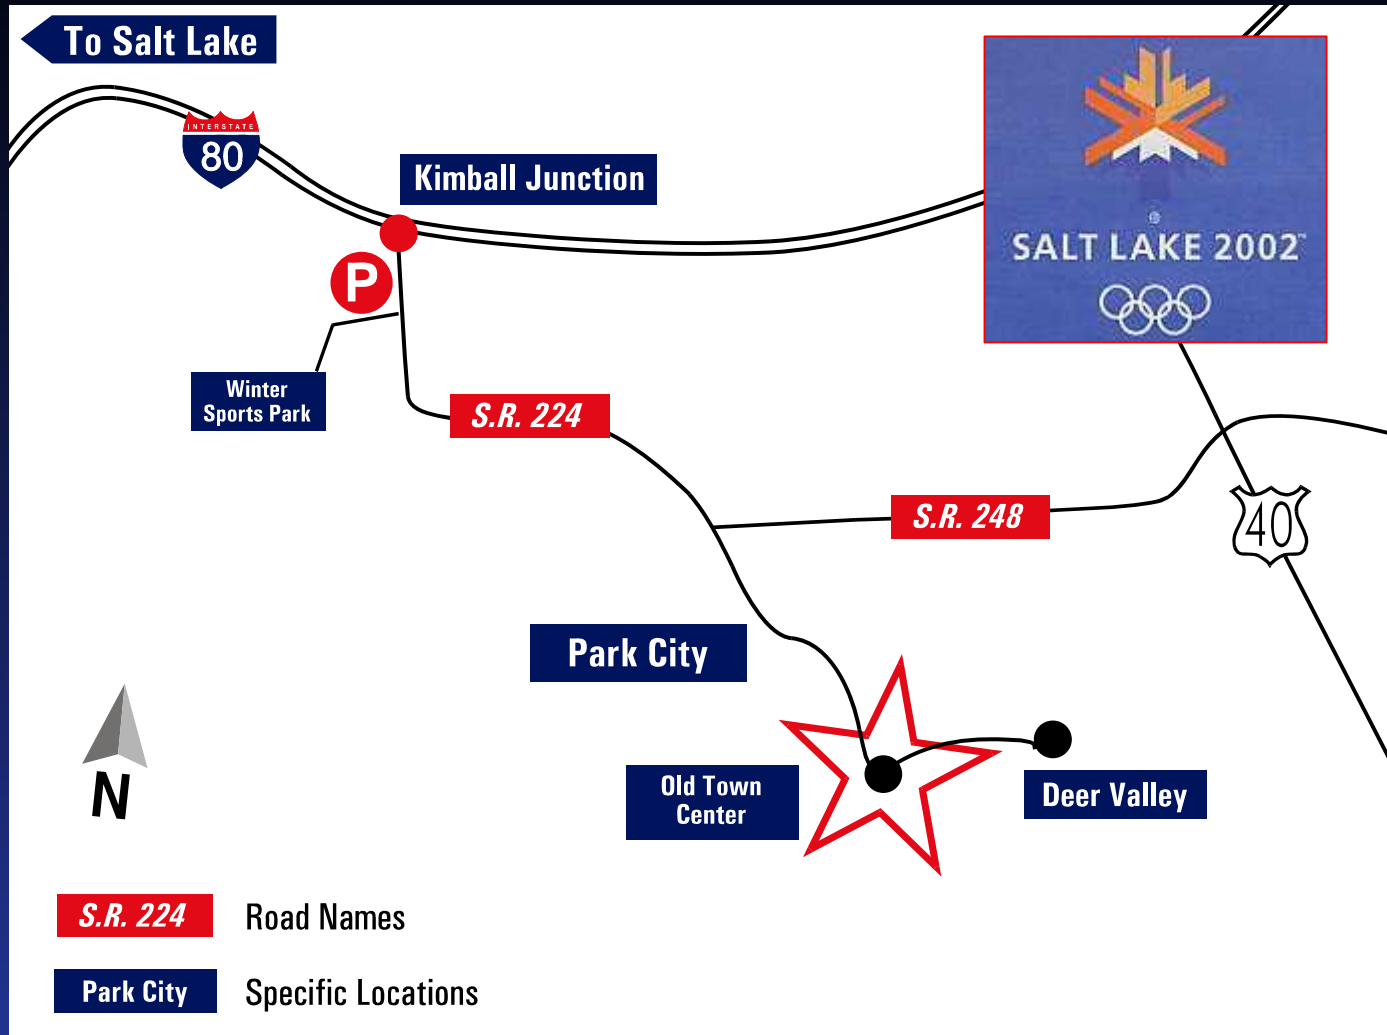 To Salt Lake
INTERSTATE
80
Kimball Junction
SALT LAKE 2002
P
Winter
Sports Park
S.R. 224
S.R. 248
40
Park City
Old Town
Center
Deer Valley
N
S.R. 224 Road Names
Park City Specific Locations